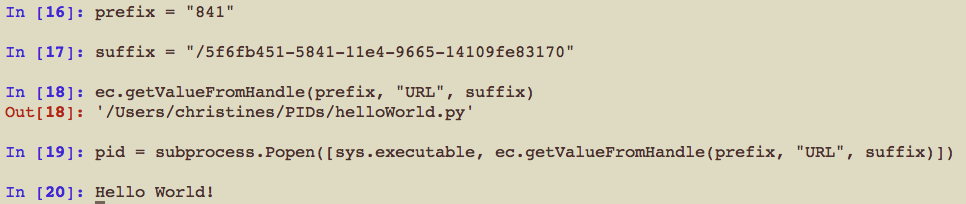 In [16]: prefix = "841"
In [17]: suffix = "/5f6fb451-5841-11e4-9665-14109fe83170"
In [18]: ec.getValueFromHandle(prefix, "URL", suffix)
Out[18]: '/Users/christines/PIDs/helloWorld.py'
In [19]: pid = subprocess.Popen([sys.executable, ec.getValueFromHandle(prefix, "URL", suffix)])
In [20]: Hello World!